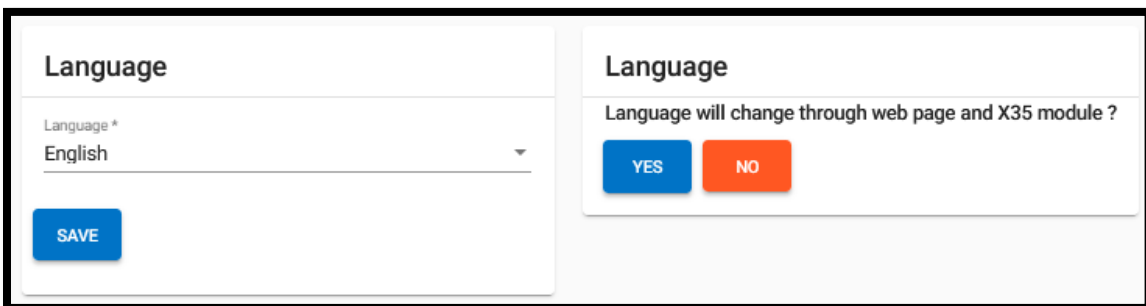 Language
Language *
English
SAVE
Language
Language will change through web page and X35 module ?
YES
NO